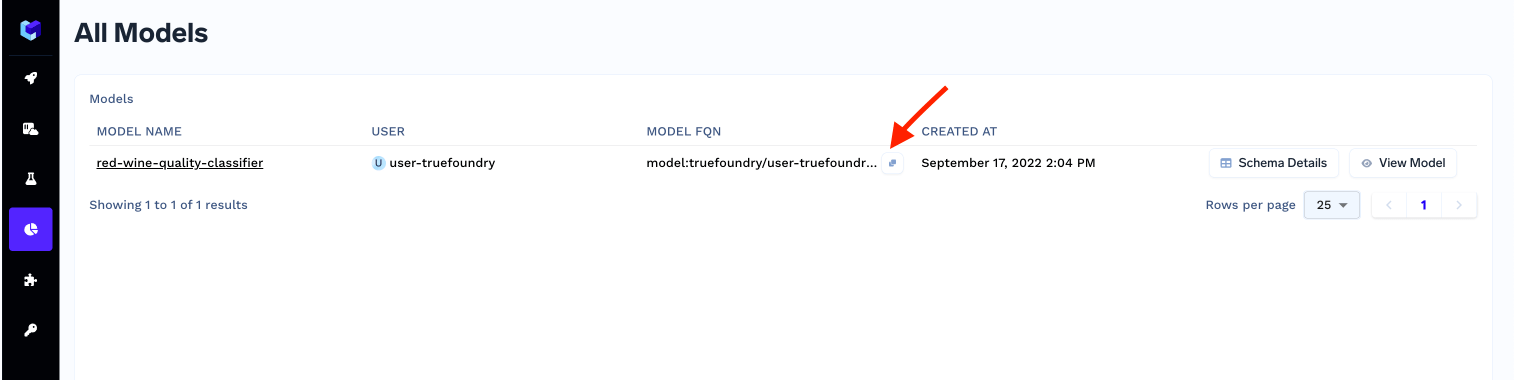 All Models
Models
MODEL NAME USER MODEL FQN CREATED AT
red-wine-quality-classifier U user-truefoundry model:truefoundry/user-truefoundr... September 17, 2022 2:04 PM Schema Details View Model
Showing 1 to 1 of 1 results Rows per page 25 1